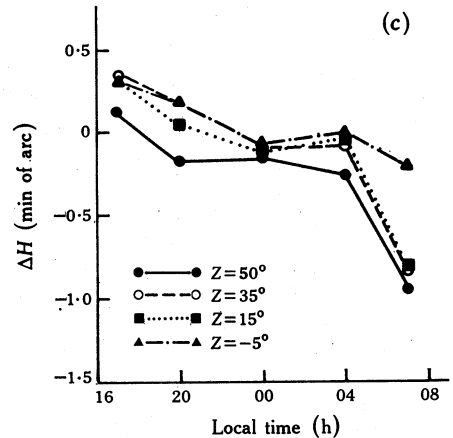 (c)
0·5
0
−0·5
−1·0
−1·5
ΔH (min of arc)
Z=50°
Z=35°
Z=15°
Z=−5°
16 20 00 04 08
Local time (h)